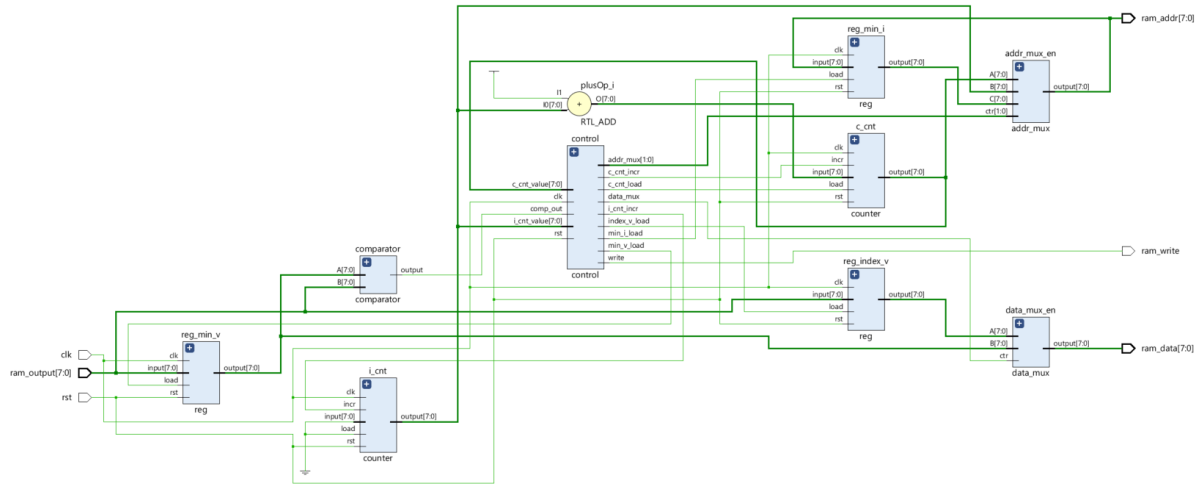 ram_addr[7:0]
reg_min_i
clk
input[7:0]
load
rst
output[7:0]
reg
addr_mux_en
A[7:0]
B[7:0]
C[7:0]
ctr[1:0]
output[7:0]
addr_mux
plusOp_i
I1
I0[7:0]
+
O[7:0]
RTL_ADD
control
c_cnt_value[7:0]
clk
comp_out
i_cnt_value[7:0]
rst
addr_mux[1:0]
c_cnt_incr
c_cnt_load
data_mux
i_cnt_incr
index_v_load
min_i_load
min_v_load
write
control
c_cnt
clk
incr
input[7:0]
load
rst
output[7:0]
counter
ram_write
comparator
A[7:0]
B[7:0]
output
comparator
reg_index_v
clk
input[7:0]
load
rst
output[7:0]
reg
data_mux_en
A[7:0]
B[7:0]
ctr
output[7:0]
data_mux
ram_data[7:0]
clk
ram_output[7:0]
rst
reg_min_v
clk
input[7:0]
load
rst
output[7:0]
reg
i_cnt
clk
incr
input[7:0]
load
rst
output[7:0]
counter